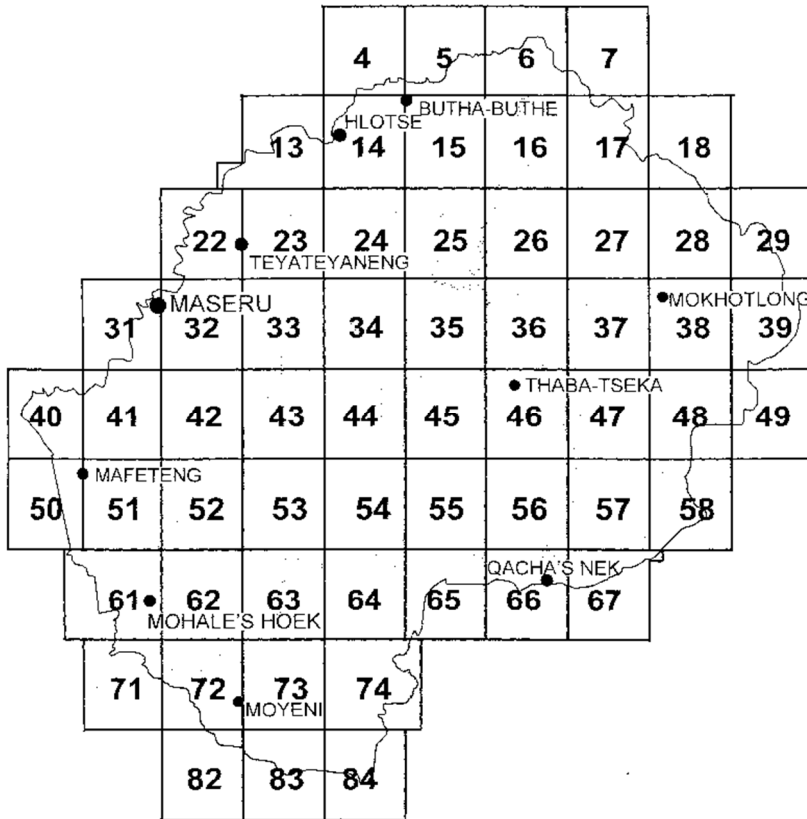 4 5 6 7
BUTHA-BUTHE
HLOTSE
13 14 15 16 17 18
22 23 24 25 26 27 28 29
TEYATEYANENG
MOKHOTLONG
MASERU
31 32 33 34 35 36 37 38 39
THABA-TSEKA
40 41 42 43 44 45 46 47 48 49
MAFETENG
50 51 52 53 54 55 56 57 58
QACHA'S NEK
61 62 63 64 65 66 67
MOHALE'S HOEK
71 72 73 74
MOYENI
82 83 84